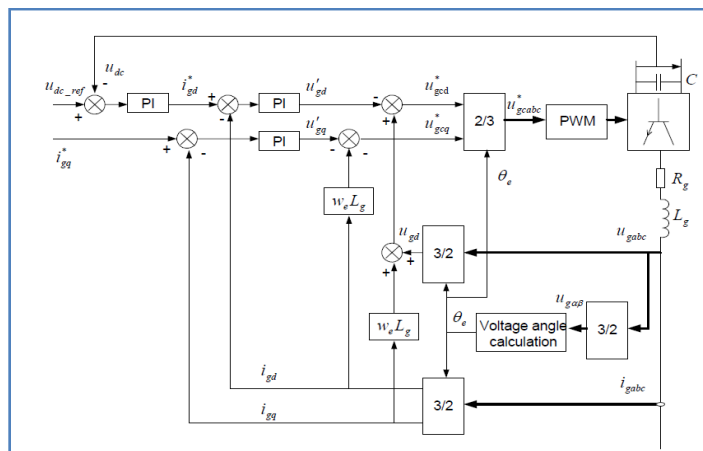 u_dc
C
u_dc_ref
-
+
PI
i*_gd
+
-
PI
u'_gd
-
+
u*_gcd
2/3
u*_gcabc
PWM
i*_gq
+
-
PI
u'_gq
-
-
u*_gcq
θ_e
R_g
L_g
w_e L_g
u_gd
+
+
3/2
u_gabc
u_gαβ
w_e L_g
θ_e
Voltage angle
calculation
3/2
i_gd
i_gq
3/2
i_gabc